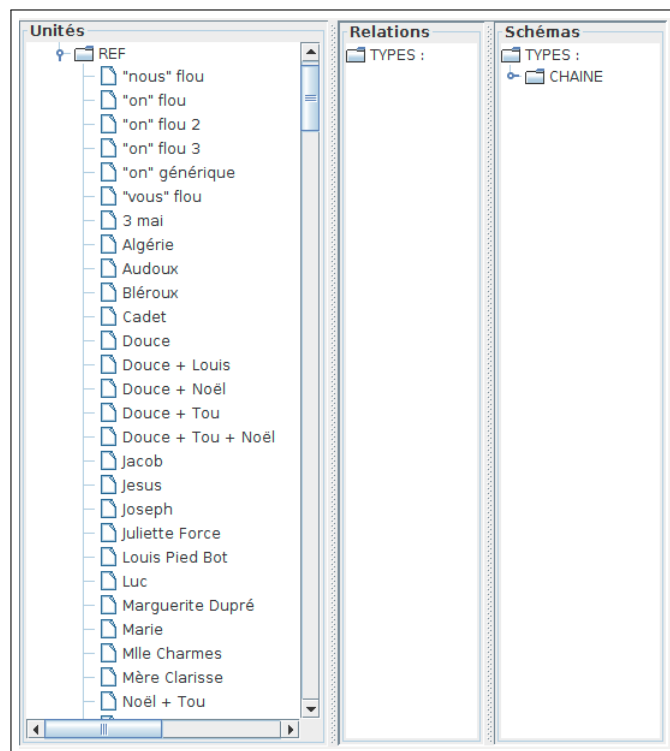 Unités
REF
"nous" flou
"on" flou
"on" flou 2
"on" flou 3
"on" générique
"vous" flou
3 mai
Algérie
Audoux
Bléroux
Cadet
Douce
Douce + Louis
Douce + Noël
Douce + Tou
Douce + Tou + Noël
Jacob
Jesus
Joseph
Juliette Force
Louis Pied Bot
Luc
Marguerite Dupré
Marie
Mlle Charmes
Mère Clarisse
Noël + Tou
Relations
TYPES :
Schémas
TYPES :
CHAINE